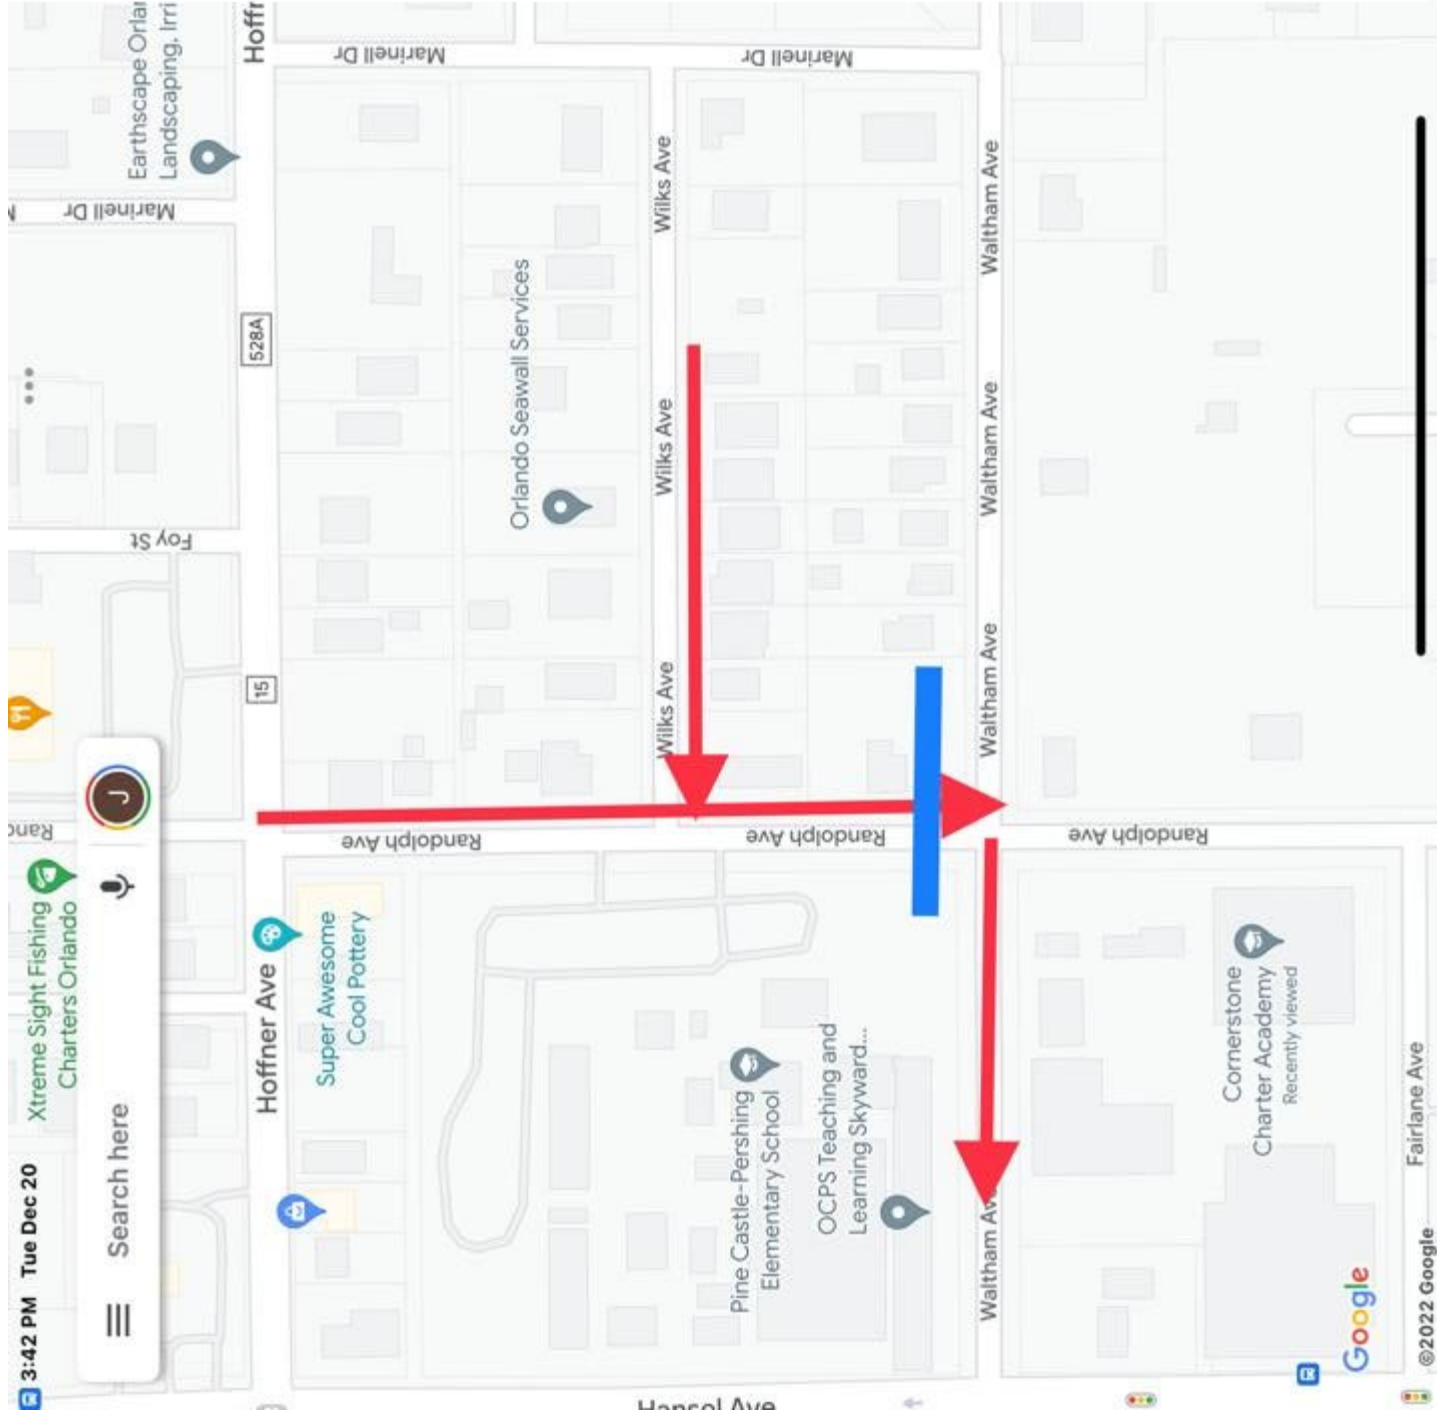 3:42 PM Tue Dec 20
Search here
J
Xtreme Sight Fishing
Charters Orlando
Hoffner Ave
Super Awesome
Cool Pottery
15
528A
Foy St
Marinell Dr
Earthscape Orla
Landscaping, Irri
Hoffn
Marinell Dr
Marinell Dr
Orlando Seawall Services
Wilks Ave
Wilks Ave
Wilks Ave
Randolph Ave
Randolph Ave
Randolph Ave
Pine Castle-Pershing
Elementary School
OCPS Teaching and
Learning Skyward...
Waltham Av
Waltham Ave
Waltham Ave
Waltham Ave
Cornerstone
Charter Academy
Recently viewed
Fairlane Ave
Hansel Ave
Google
©2022 Google